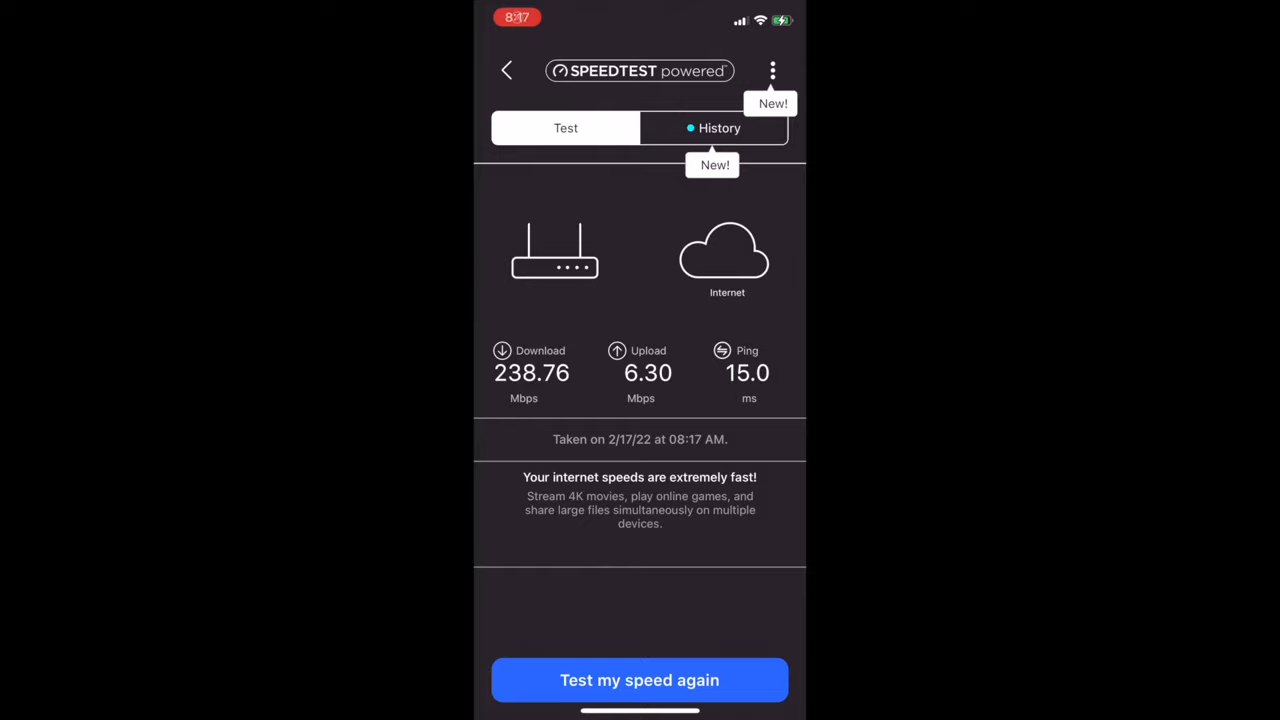 8:17
SPEEDTEST powered™
New!
Test
History
New!
Internet
Download
Upload
Ping
238.76
6.30
15.0
Mbps
Mbps
ms
Taken on 2/17/22 at 08:17 AM.
Your internet speeds are extremely fast!
Stream 4K movies, play online games, and
share large files simultaneously on multiple
devices.
Test my speed again